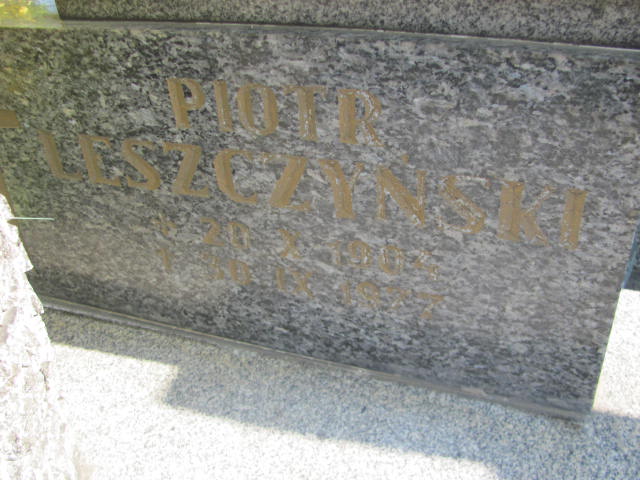 PIOTR
LESZCZYŃSKI
* 20 X 1904
† 30 IX 1977